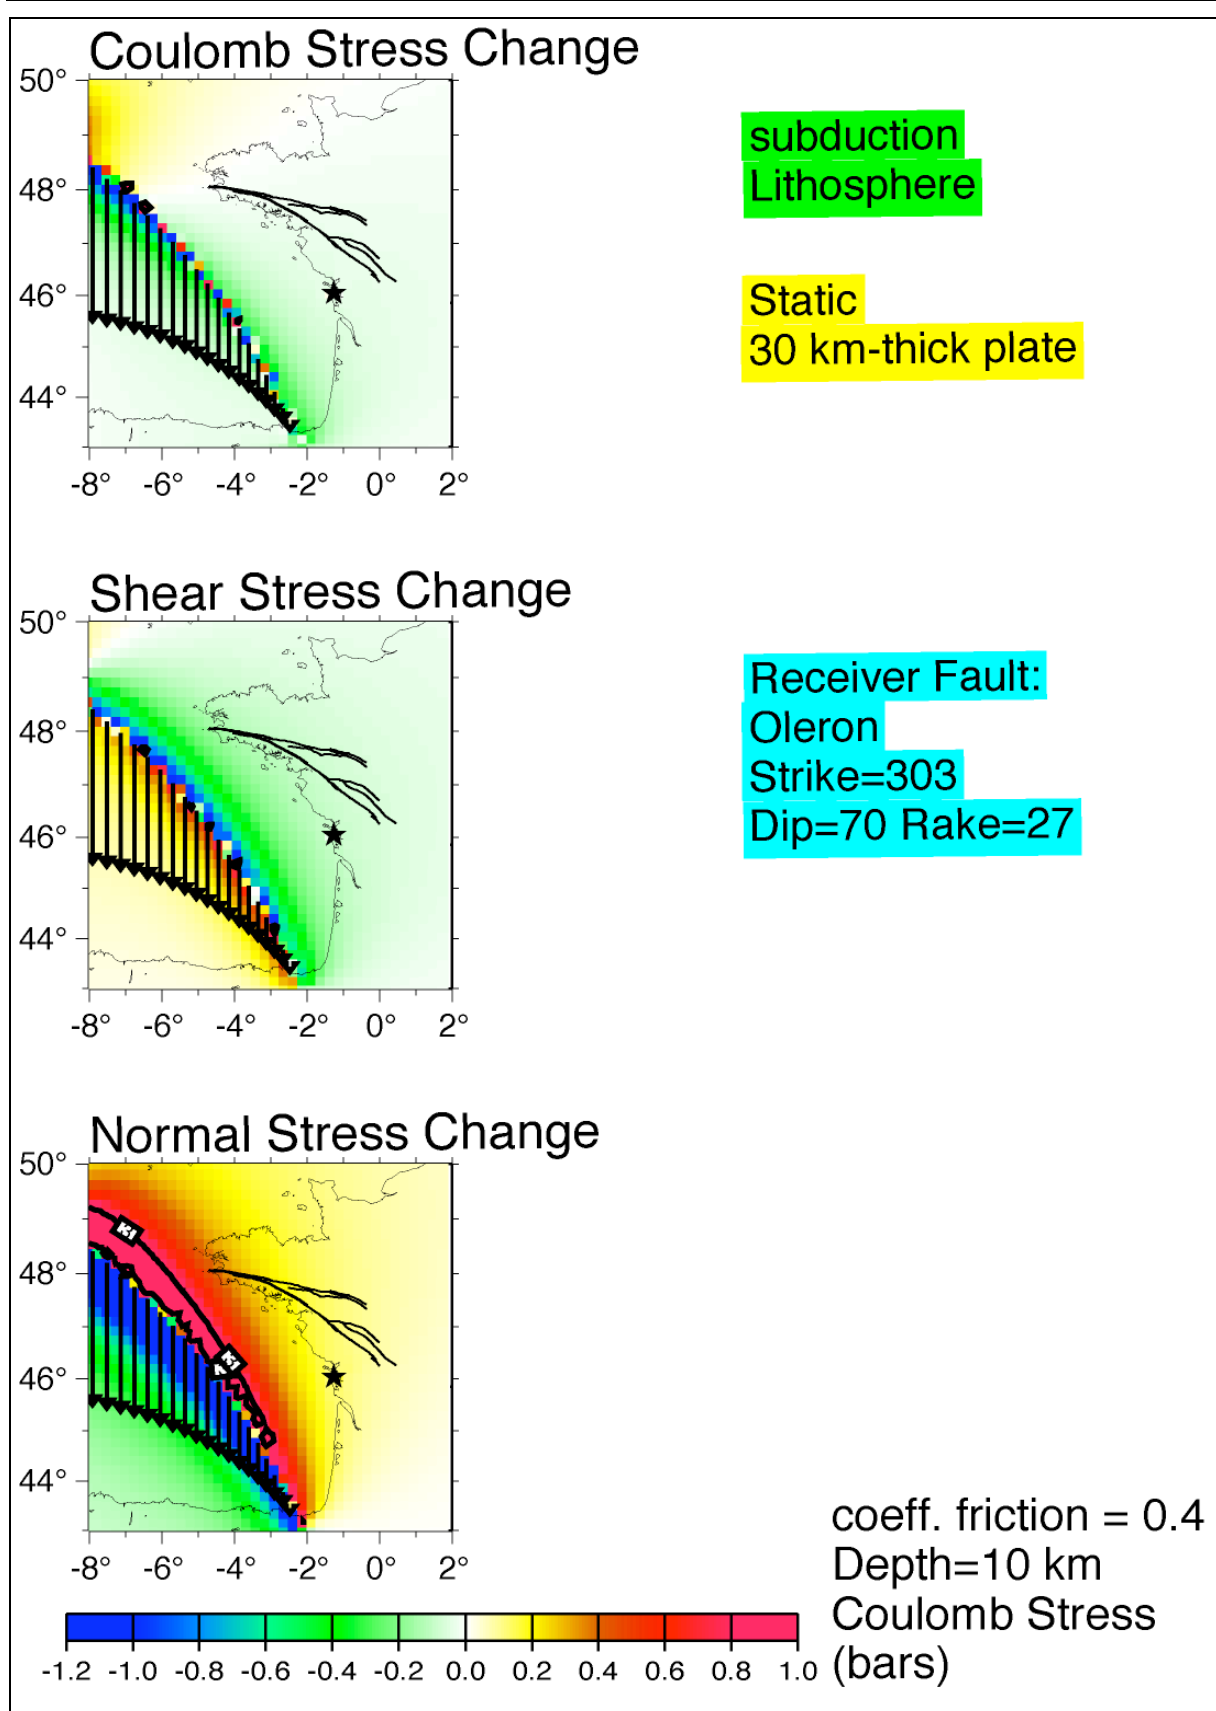 Coulomb Stress Change
50°
48°
46°
44°
-8° -6° -4° -2° 0° 2°
subduction
Lithosphere
Static
30 km-thick plate
Shear Stress Change
50°
48°
46°
44°
-8° -6° -4° -2° 0° 2°
Receiver Fault:
Oleron
Strike=303
Dip=70 Rake=27
Normal Stress Change
50°
48°
46°
44°
-8° -6° -4° -2° 0° 2°
coeff. friction = 0.4
Depth=10 km
Coulomb Stress
(bars)
-1.2 -1.0 -0.8 -0.6 -0.4 -0.2 0.0 0.2 0.4 0.6 0.8 1.0